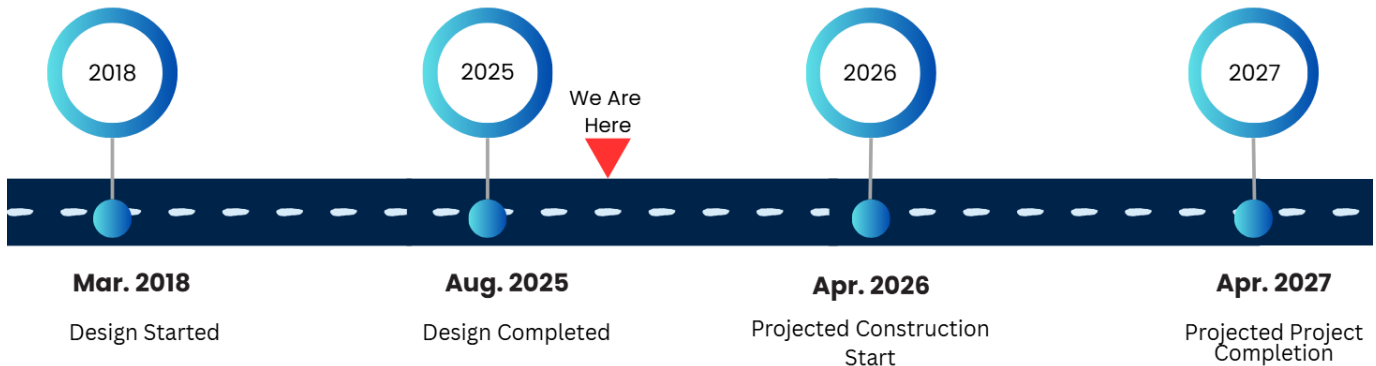 2018
2025
2026
2027
We Are
Here
Mar. 2018
Aug. 2025
Apr. 2026
Apr. 2027
Design Started
Design Completed
Projected Construction
Start
Projected Project
Completion